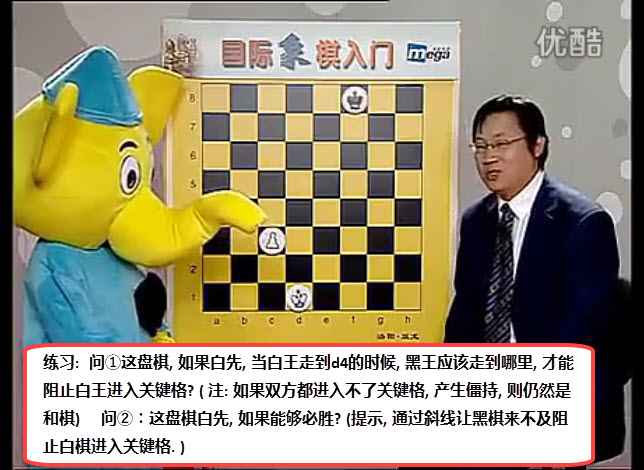 优酷
国际象棋入门 mega
8
7
6
5
2
1
a b c d e f g h
练习: 问①这盘棋, 如果白先, 当白王走到d4的时候, 黑王应该走到哪里, 才能
阻止白王进入关键格? ( 注: 如果双方都进入不了关键格, 产生僵持, 则仍然是
和棋) 问②：这盘棋白先, 如果能够必胜? (提示, 通过斜线让黑棋来不及阻
止白棋进入关键格. )